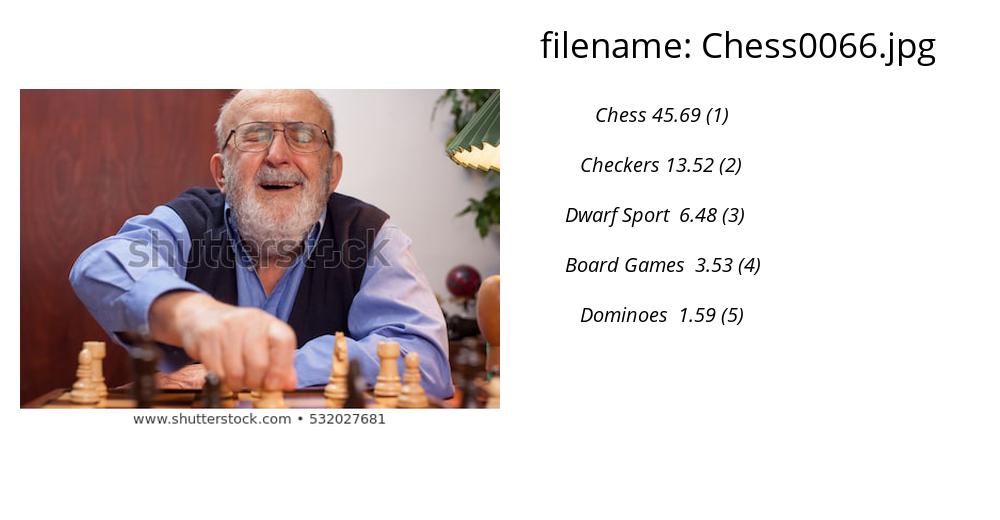 filename: Chess0066.jpg
Chess 45.69 (1)
Checkers 13.52 (2)
Dwarf Sport 6.48 (3)
Board Games 3.53 (4)
Dominoes 1.59 (5)
shutterstock
www.shutterstock.com • 532027681